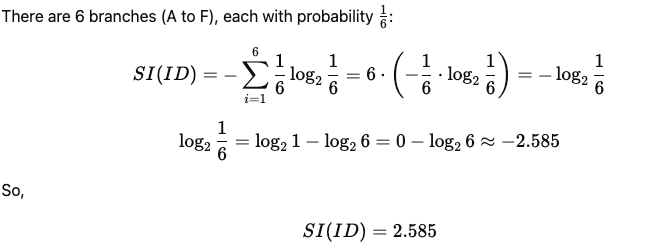 There are 6 branches (A to F), each with probability $\frac{1}{6}$:
$SI(ID) = -\sum_{i=1}^{6} \frac{1}{6} \log_2 \frac{1}{6} = 6 \cdot \left( -\frac{1}{6} \cdot \log_2 \frac{1}{6} \right) = -\log_2 \frac{1}{6}$
$\log_2 \frac{1}{6} = \log_2 1 - \log_2 6 = 0 - \log_2 6 \approx -2.585$
So,
$SI(ID) = 2.585$